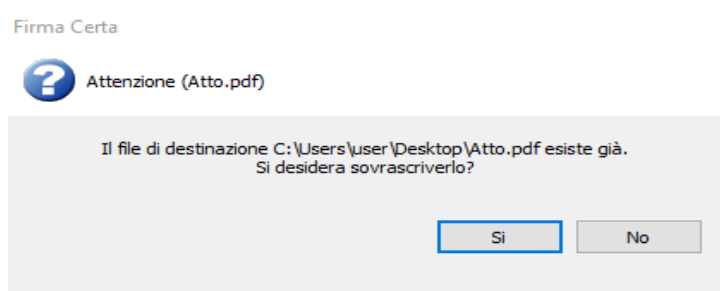 Firma Certa
Attenzione (Atto.pdf)
Il file di destinazione C:\Users\user\Desktop\Atto.pdf esiste già.
Si desidera sovrascriverlo?
Si
No